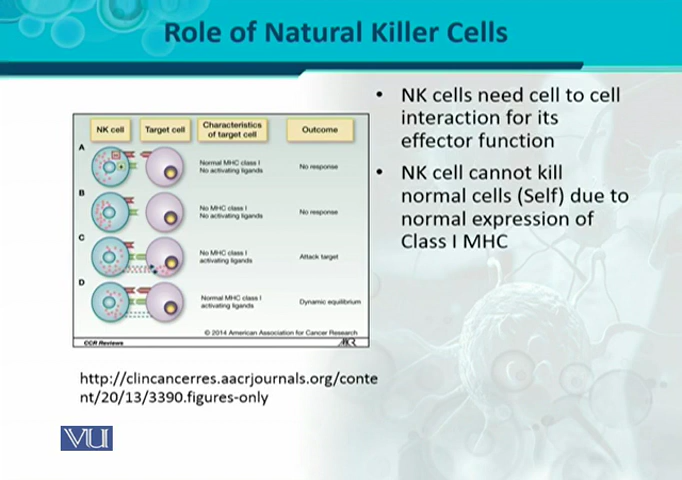 Role of Natural Killer Cells
NK cell
Target cell
Characteristics
of target cell
Outcome
A
Normal MHC class I
No activating ligands
No response
B
No MHC class I
No activating ligands
No response
C
No MHC class I
activating ligands
Attack target
D
Normal MHC class I
activating ligands
Dynamic equilibrium
© 2014 American Association for Cancer Research
CCR Reviews
AACR
• NK cells need cell to cell
interaction for its
effector function
• NK cell cannot kill
normal cells (Self) due to
normal expression of
Class I MHC
http://clincancerres.aacrjournals.org/conte
nt/20/13/3390.figures-only
VU